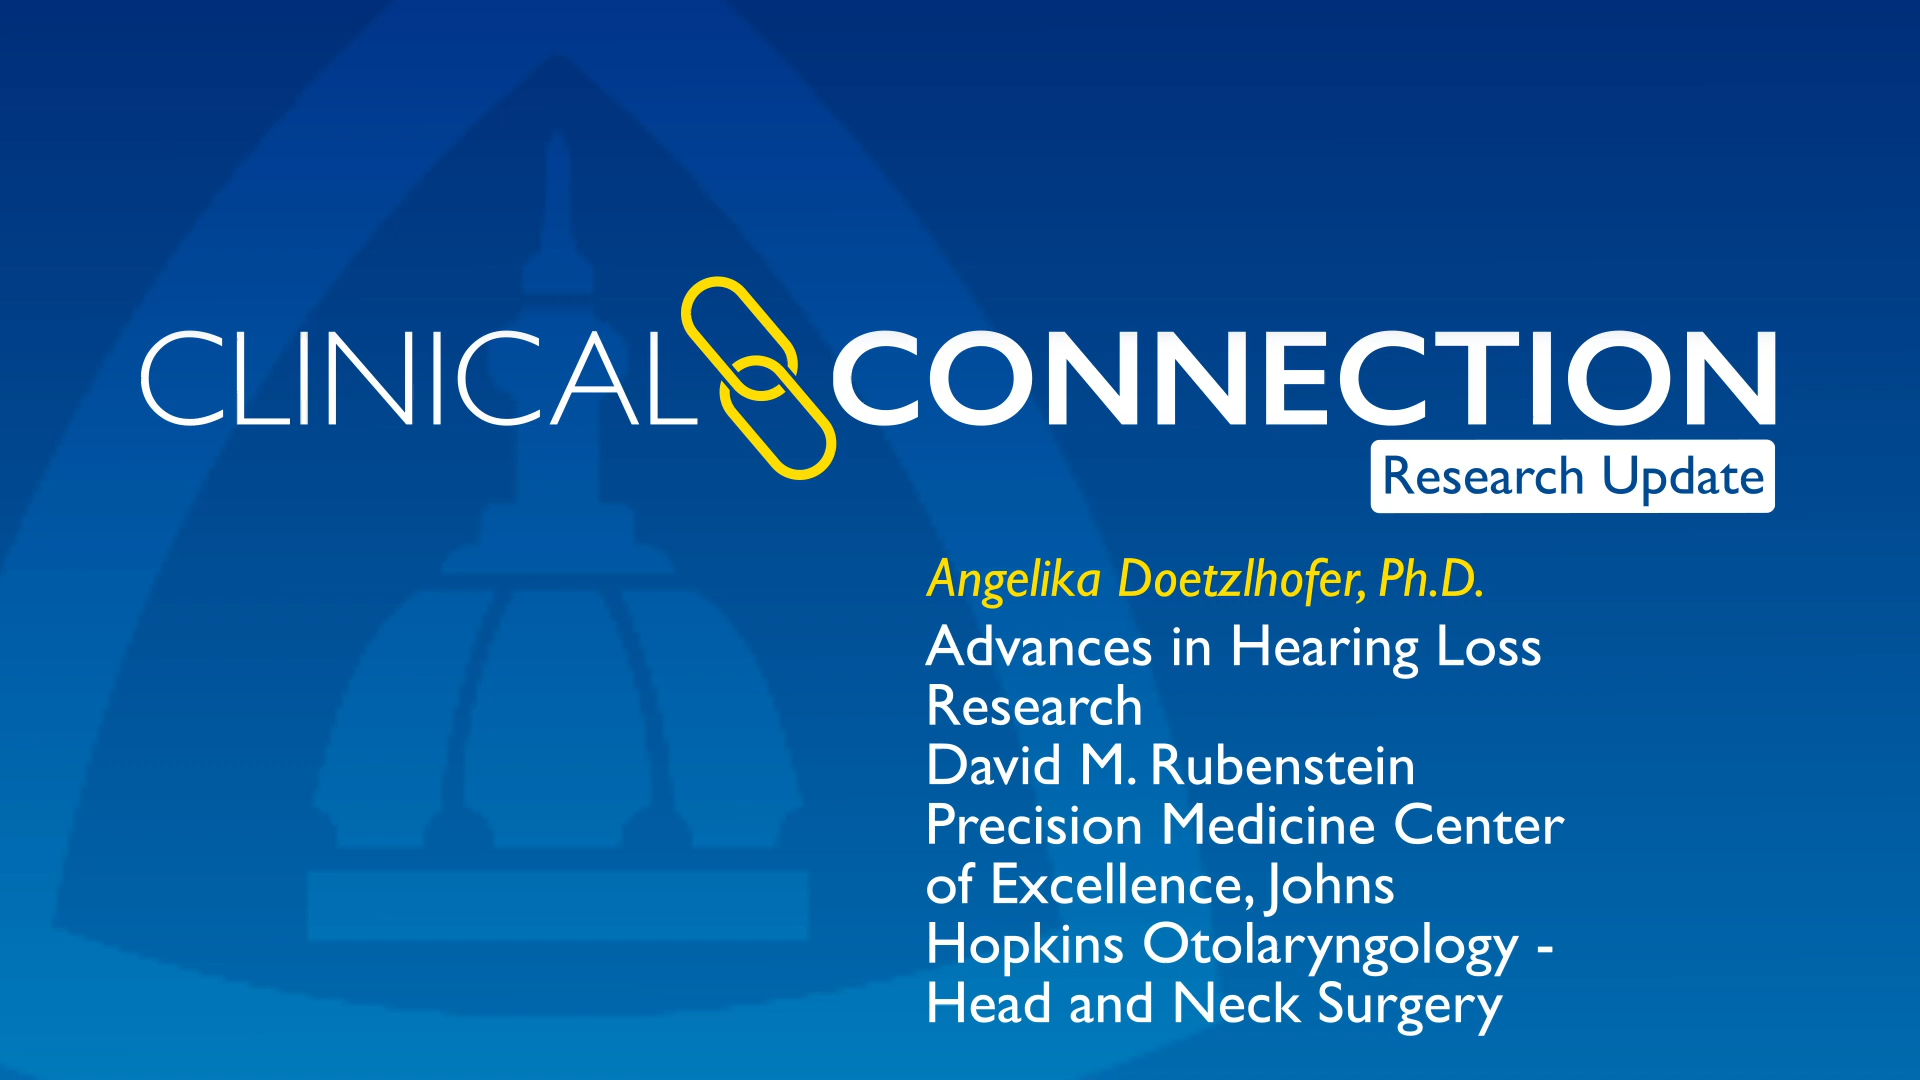 CLINICAL CONNECTION
Research Update
Angelika Doetzlhofer, Ph.D.
Advances in Hearing Loss
Research
David M. Rubenstein
Precision Medicine Center
of Excellence, Johns
Hopkins Otolaryngology -
Head and Neck Surgery